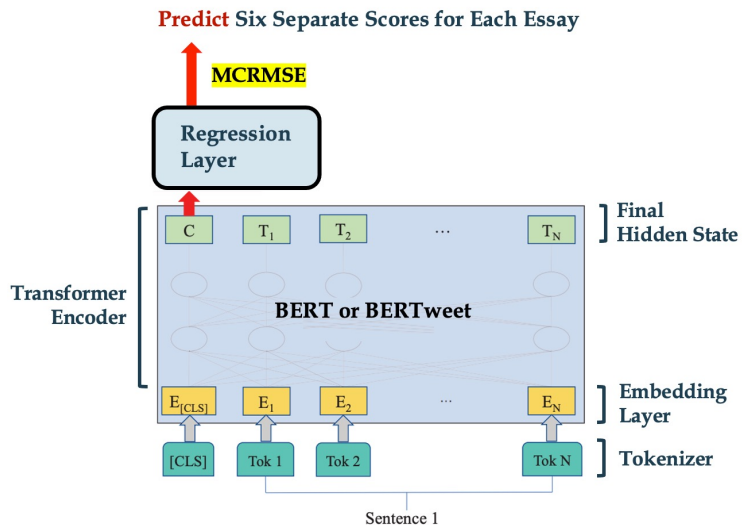 Predict Six Separate Scores for Each Essay
MCRMSE
Regression
Layer
C
T1
T2
...
TN
Final
Hidden State
Transformer
Encoder
BERT or BERTweet
E[CLS]
E1
E2
...
EN
Embedding
Layer
[CLS]
Tok 1
Tok 2
Tok N
Tokenizer
Sentence 1